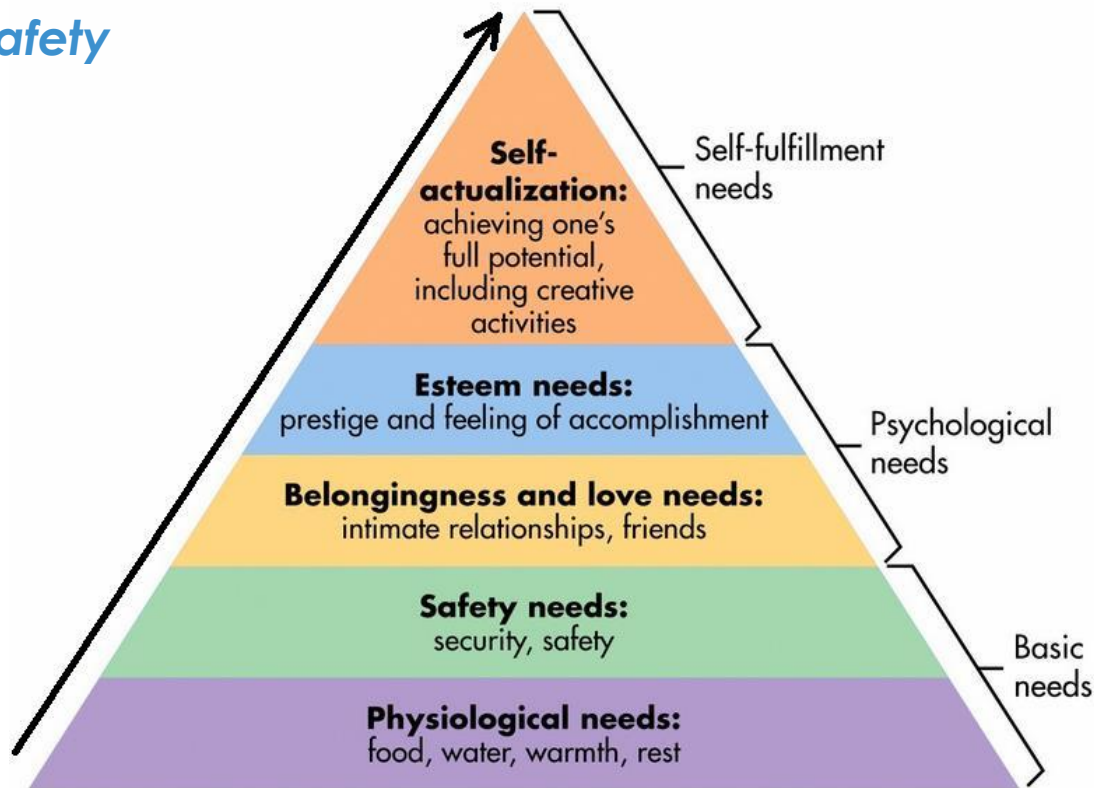 afety
Self-
actualization:
achieving one's
full potential,
including creative
activities
Self-fulfillment
needs
Esteem needs:
prestige and feeling of accomplishment
Psychological
needs
Belongingness and love needs:
intimate relationships, friends
Safety needs:
security, safety
Basic
needs
Physiological needs:
food, water, warmth, rest